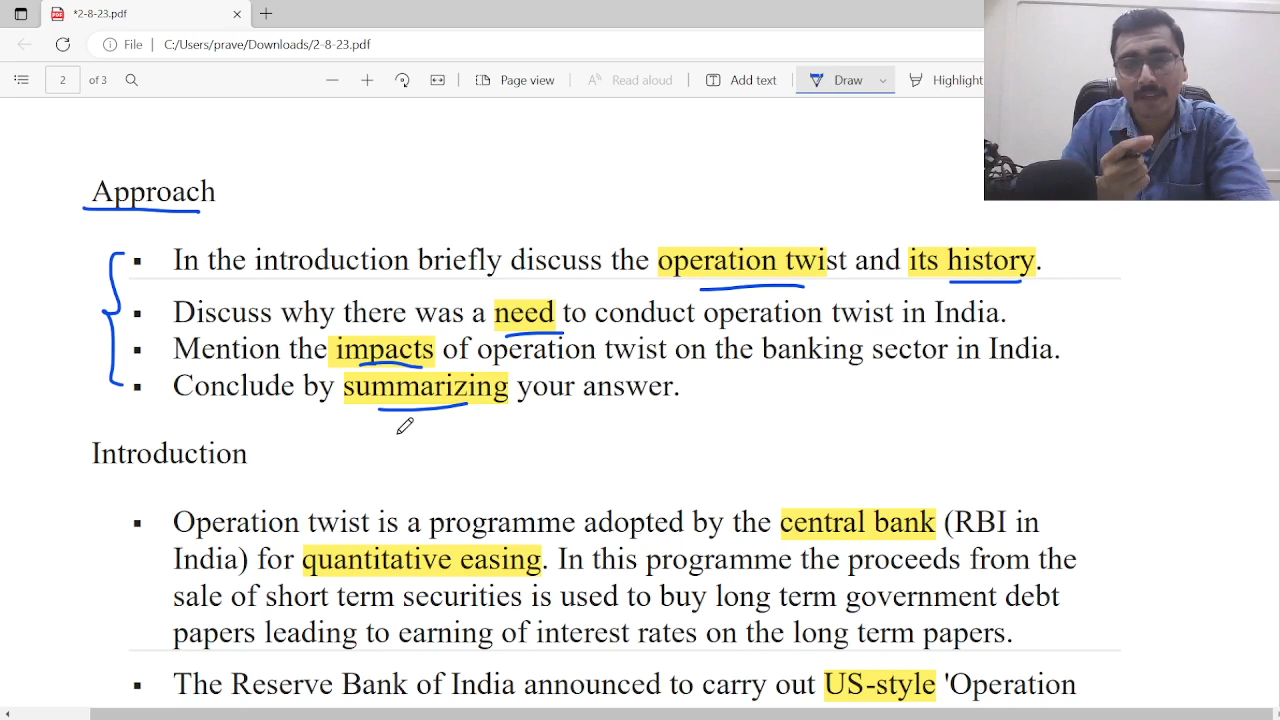 *2-8-23.pdf
File | C:/Users/prave/Downloads/2-8-23.pdf
2 of 3 Page view Read aloud Add text Draw Highlight
Approach
▪ In the introduction briefly discuss the operation twist and its history.
▪ Discuss why there was a need to conduct operation twist in India.
▪ Mention the impacts of operation twist on the banking sector in India.
▪ Conclude by summarizing your answer.
Introduction
▪ Operation twist is a programme adopted by the central bank (RBI in
India) for quantitative easing. In this programme the proceeds from the
sale of short term securities is used to buy long term government debt
papers leading to earning of interest rates on the long term papers.
▪ The Reserve Bank of India announced to carry out US-style 'Operation